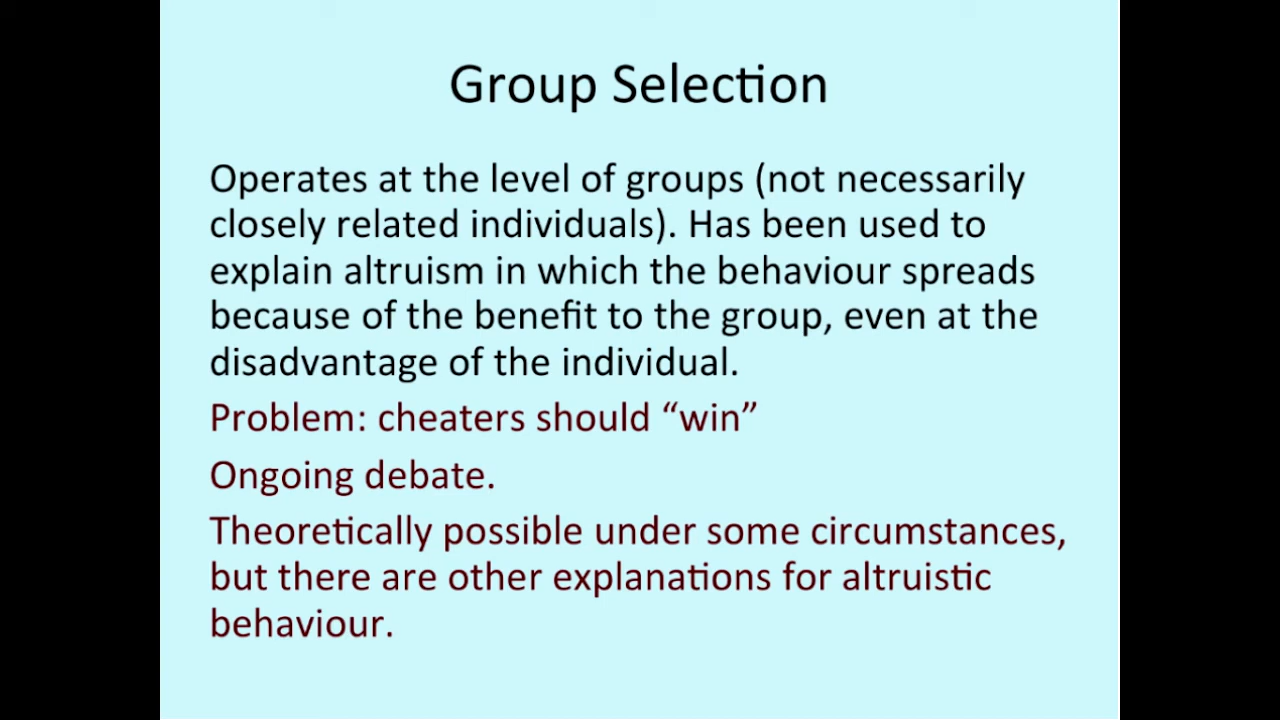 Group Selection
Operates at the level of groups (not necessarily
closely related individuals). Has been used to
explain altruism in which the behaviour spreads
because of the benefit to the group, even at the
disadvantage of the individual.
Problem: cheaters should “win”
Ongoing debate.
Theoretically possible under some circumstances,
but there are other explanations for altruistic
behaviour.